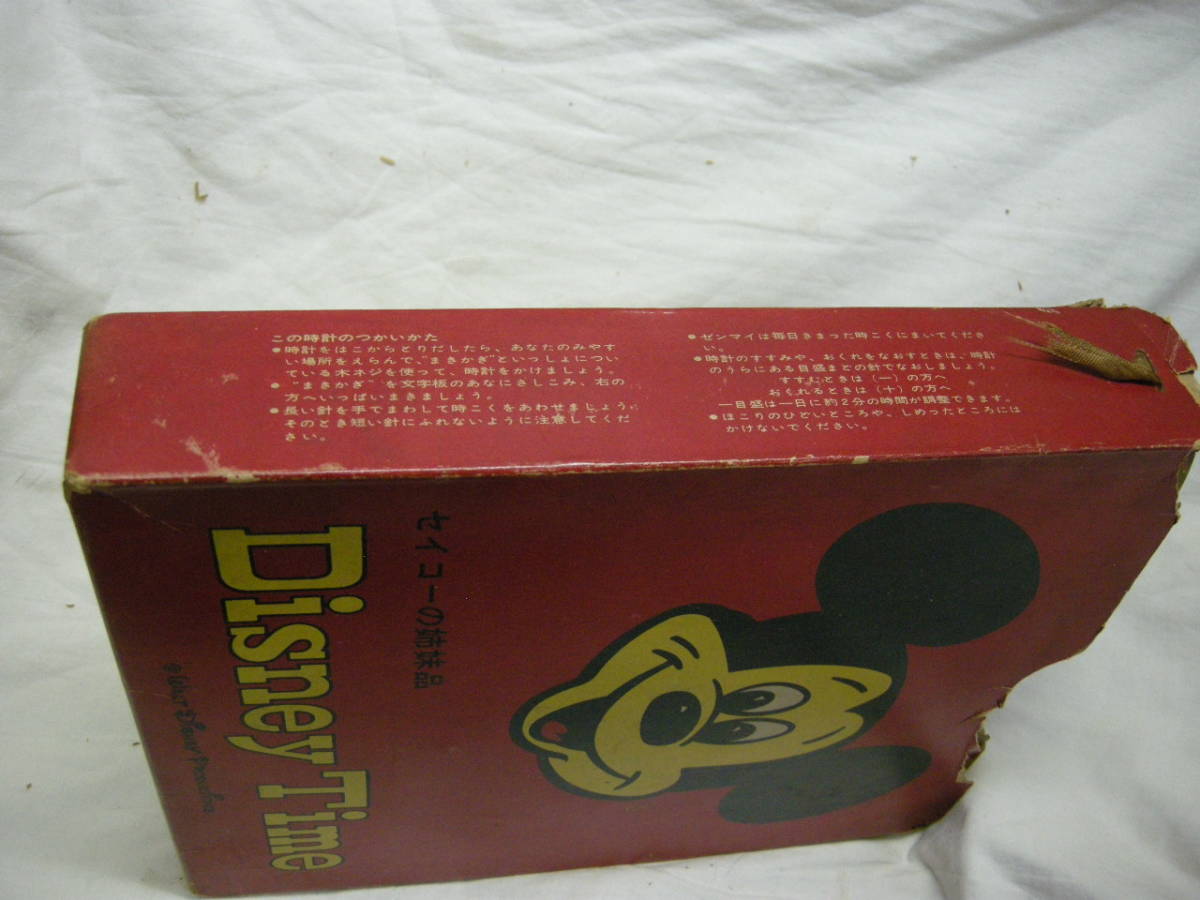 この時計のつかいかた
●時計をはこからとりだしたら、あなたのみやす
い場所をえらんで、"まきかぎ"といっしょについ
ている木ネジを使って、時計をかけましょう。
●"まきかぎ"を文字板のあなにさしこみ、右の
方へいっぱいまきましょう。
●長い針を手でまわして時こくをあわせましょう。
そのとき短い針にふれないように注意してくだ
さい。
●ゼンマイは毎日きまった時こくにまいてくださ
い。
●時計のすすみや、おくれをなおすときは、時計
のうらにある目盛まどの針でなおしましょう。
すすむときは(一)の方へ
おくれるときは(十)の方へ
一目盛は一日に約2分の時間が調整できます。
●ほこりのひどいところや、しめったところには
かけないでください。
セイコーの姉妹品
Disney Time
© Walt Disney Productions